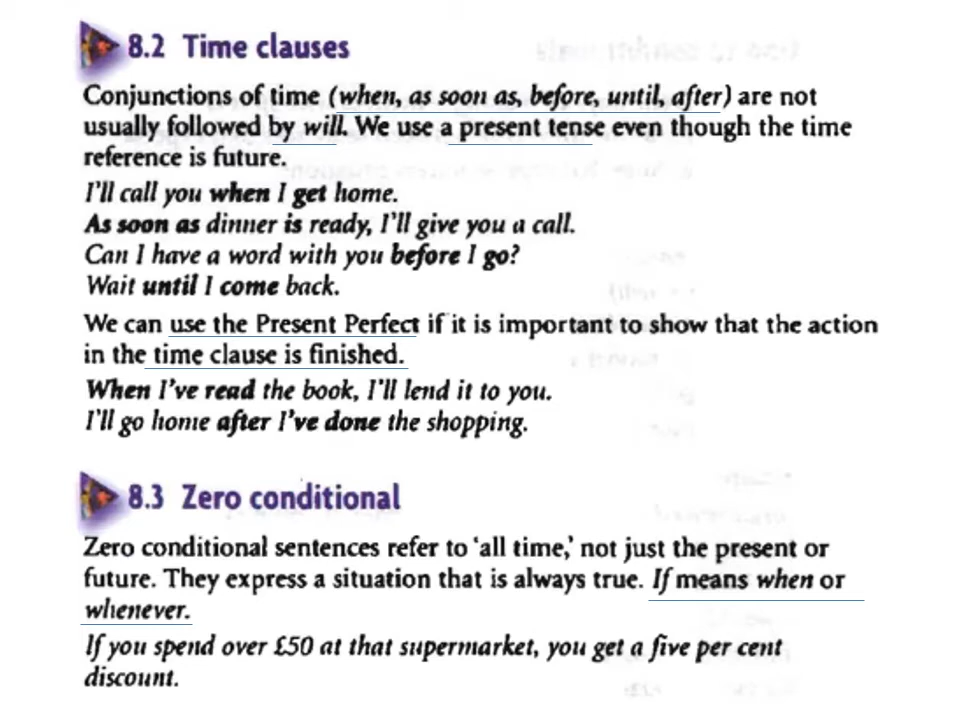 8.2 Time clauses
Conjunctions of time (when, as soon as, before, until, after) are not
usually followed by will. We use a present tense even though the time
reference is future.
I'll call you when I get home.
As soon as dinner is ready, I'll give you a call.
Can I have a word with you before I go?
Wait until I come back.
We can use the Present Perfect if it is important to show that the action
in the time clause is finished.
When I've read the book, I'll lend it to you.
I'll go home after I've done the shopping.
8.3 Zero conditional
Zero conditional sentences refer to 'all time,' not just the present or
future. They express a situation that is always true. If means when or
whenever.
If you spend over £50 at that supermarket, you get a five per cent
discount.